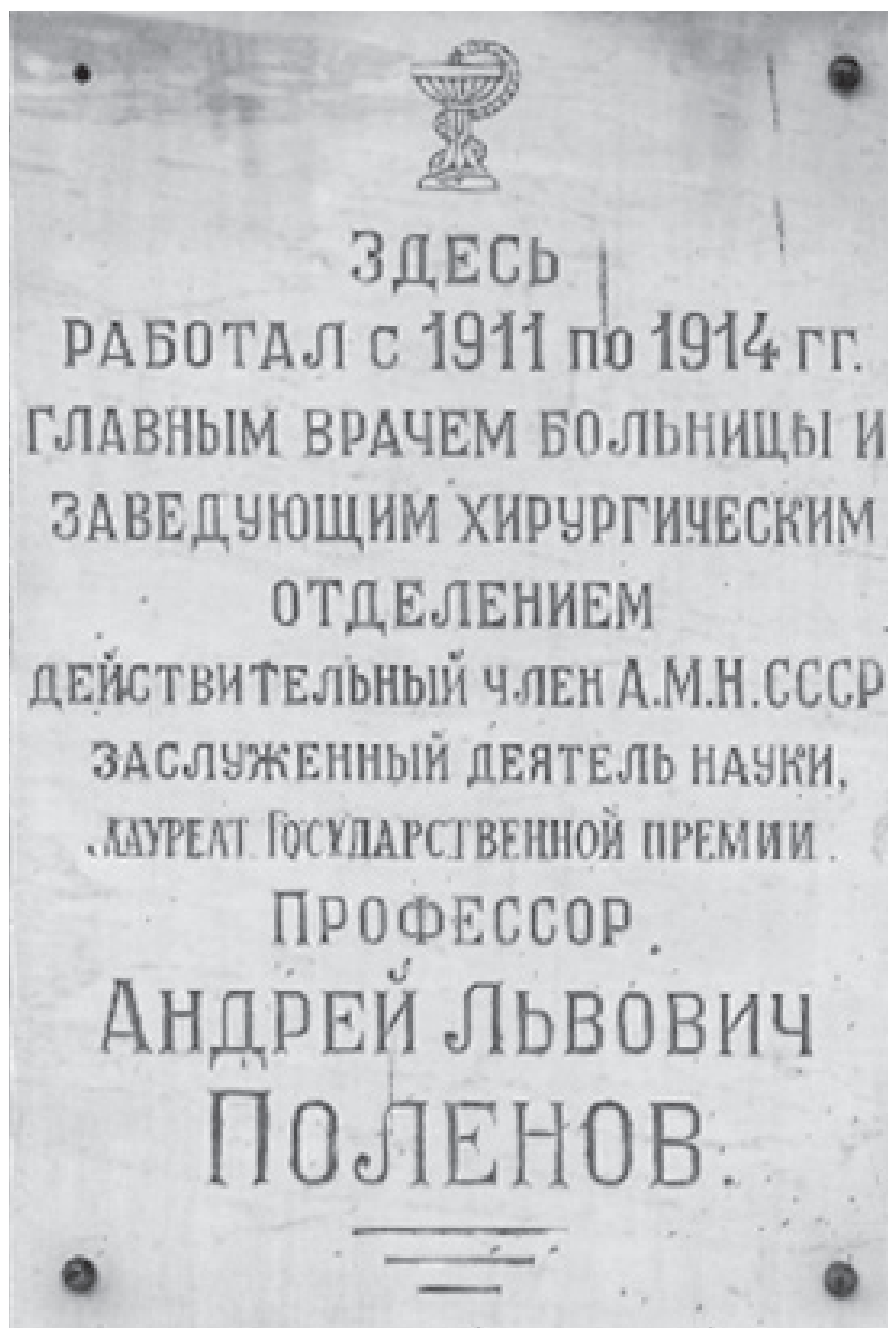 ЗДЕСЬ
РАБОТАЛ С 1911 ПО 1914 ГГ.
ГЛАВНЫМ ВРАЧЕМ БОЛЬНИЦЫ И
ЗАВЕДУЮЩИМ ХИРУРГИЧЕСКИМ
ОТДЕЛЕНИЕМ
ДЕЙСТВИТЕЛЬНЫЙ ЧЛЕН А.М.Н.СССР
ЗАСЛУЖЕННЫЙ ДЕЯТЕЛЬ НАУКИ,
ЛАУРЕАТ ГОСУДАРСТВЕННОЙ ПРЕМИИ
ПРОФЕССОР
АНДРЕЙ ЛЬВОВИЧ
ПОЛЕНОВ.